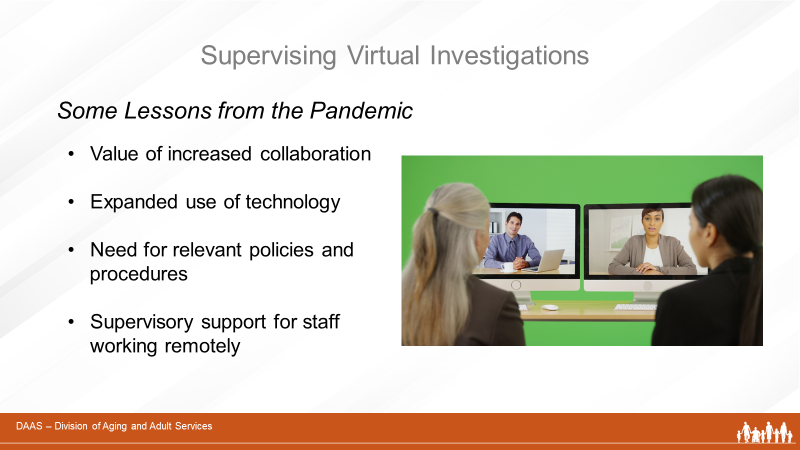 Supervising Virtual Investigations
Some Lessons from the Pandemic
• Value of increased collaboration
• Expanded use of technology
• Need for relevant policies and
procedures
• Supervisory support for staff
working remotely
DAAS – Division of Aging and Adult Services